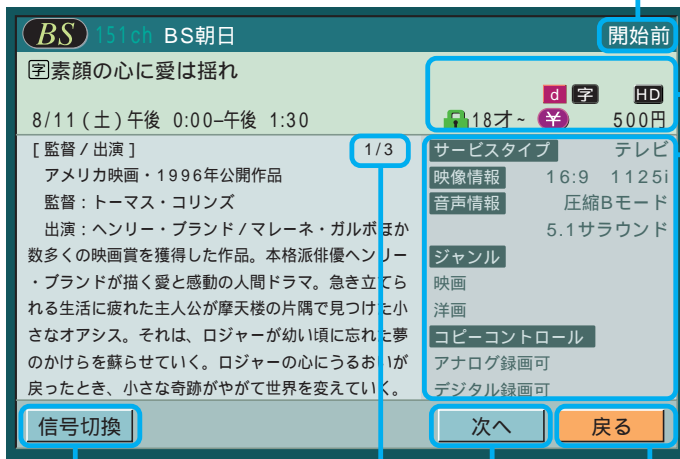 BS 151ch BS朝日 開始前
字素顔の心に愛は揺れ
d 字 HD
8/11(土)午後 0:00–午後 1:30 18才~ ¥ 500円
[監督/出演] 1/3
アメリカ映画・1996年公開作品
監督：トーマス・コリンズ
出演：ヘンリー・ブランド/マレーネ・ガルボほか
数多くの映画賞を獲得した作品。本格派俳優ヘンリー
・ブランドが描く愛と感動の人間ドラマ。急き立てら
れる生活に疲れた主人公が摩天楼の片隅で見つけた小
さなオアシス。それは、ロジャーが幼い頃に忘れた夢
のかけらを蘇らせていく。ロジャーの心にうるおいが
戻ったとき、小さな奇跡がやがて世界を変えていく。
サービスタイプ テレビ
映像情報 16:9 1125i
音声情報 圧縮Bモード
5.1サラウンド
ジャンル
映画
洋画
コピーコントロール
アナログ録画可
デジタル録画可
信号切換 次へ 戻る